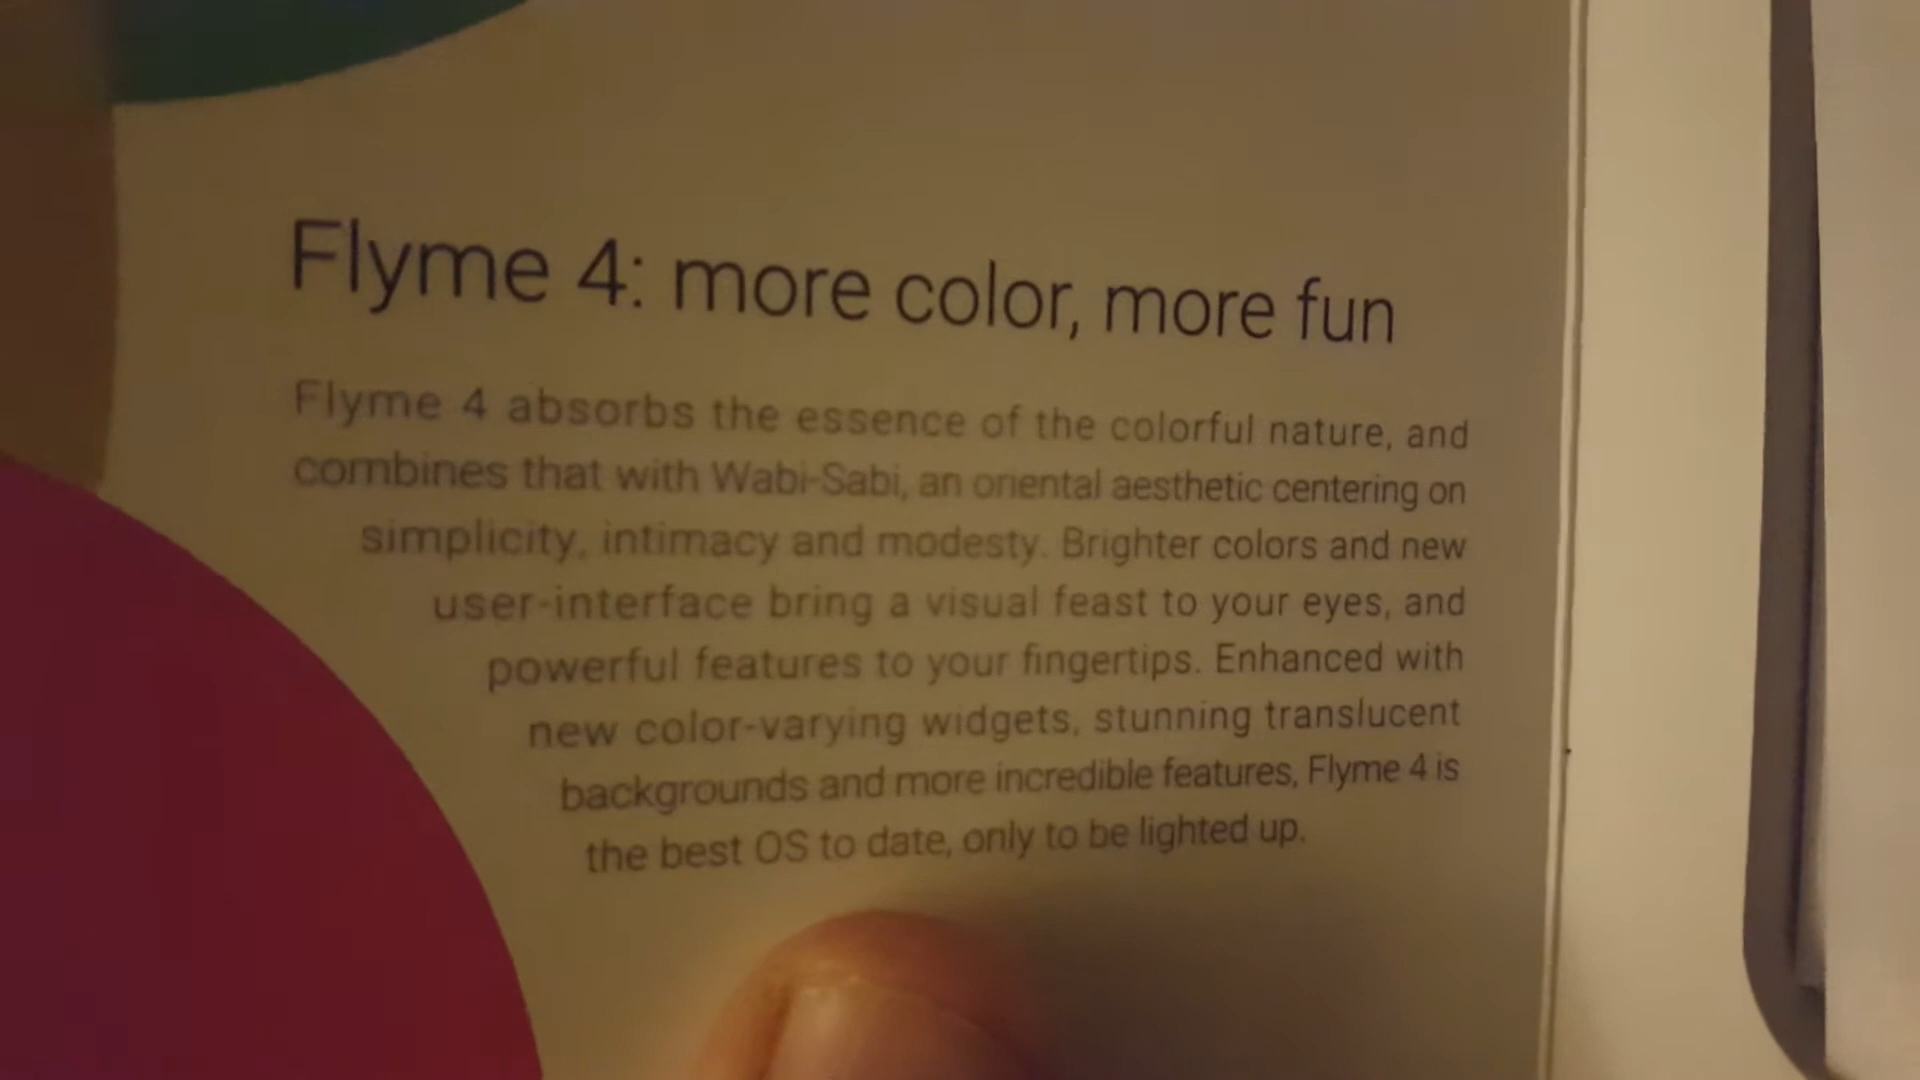 Flyme 4: more color, more fun
Flyme 4 absorbs the essence of the colorful nature, and
combines that with Wabi-Sabi, an oriental aesthetic centering on
simplicity, intimacy and modesty. Brighter colors and new
user-interface bring a visual feast to your eyes, and
powerful features to your fingertips. Enhanced with
new color-varying widgets, stunning translucent
backgrounds and more incredible features, Flyme 4 is
the best OS to date, only to be lighted up.